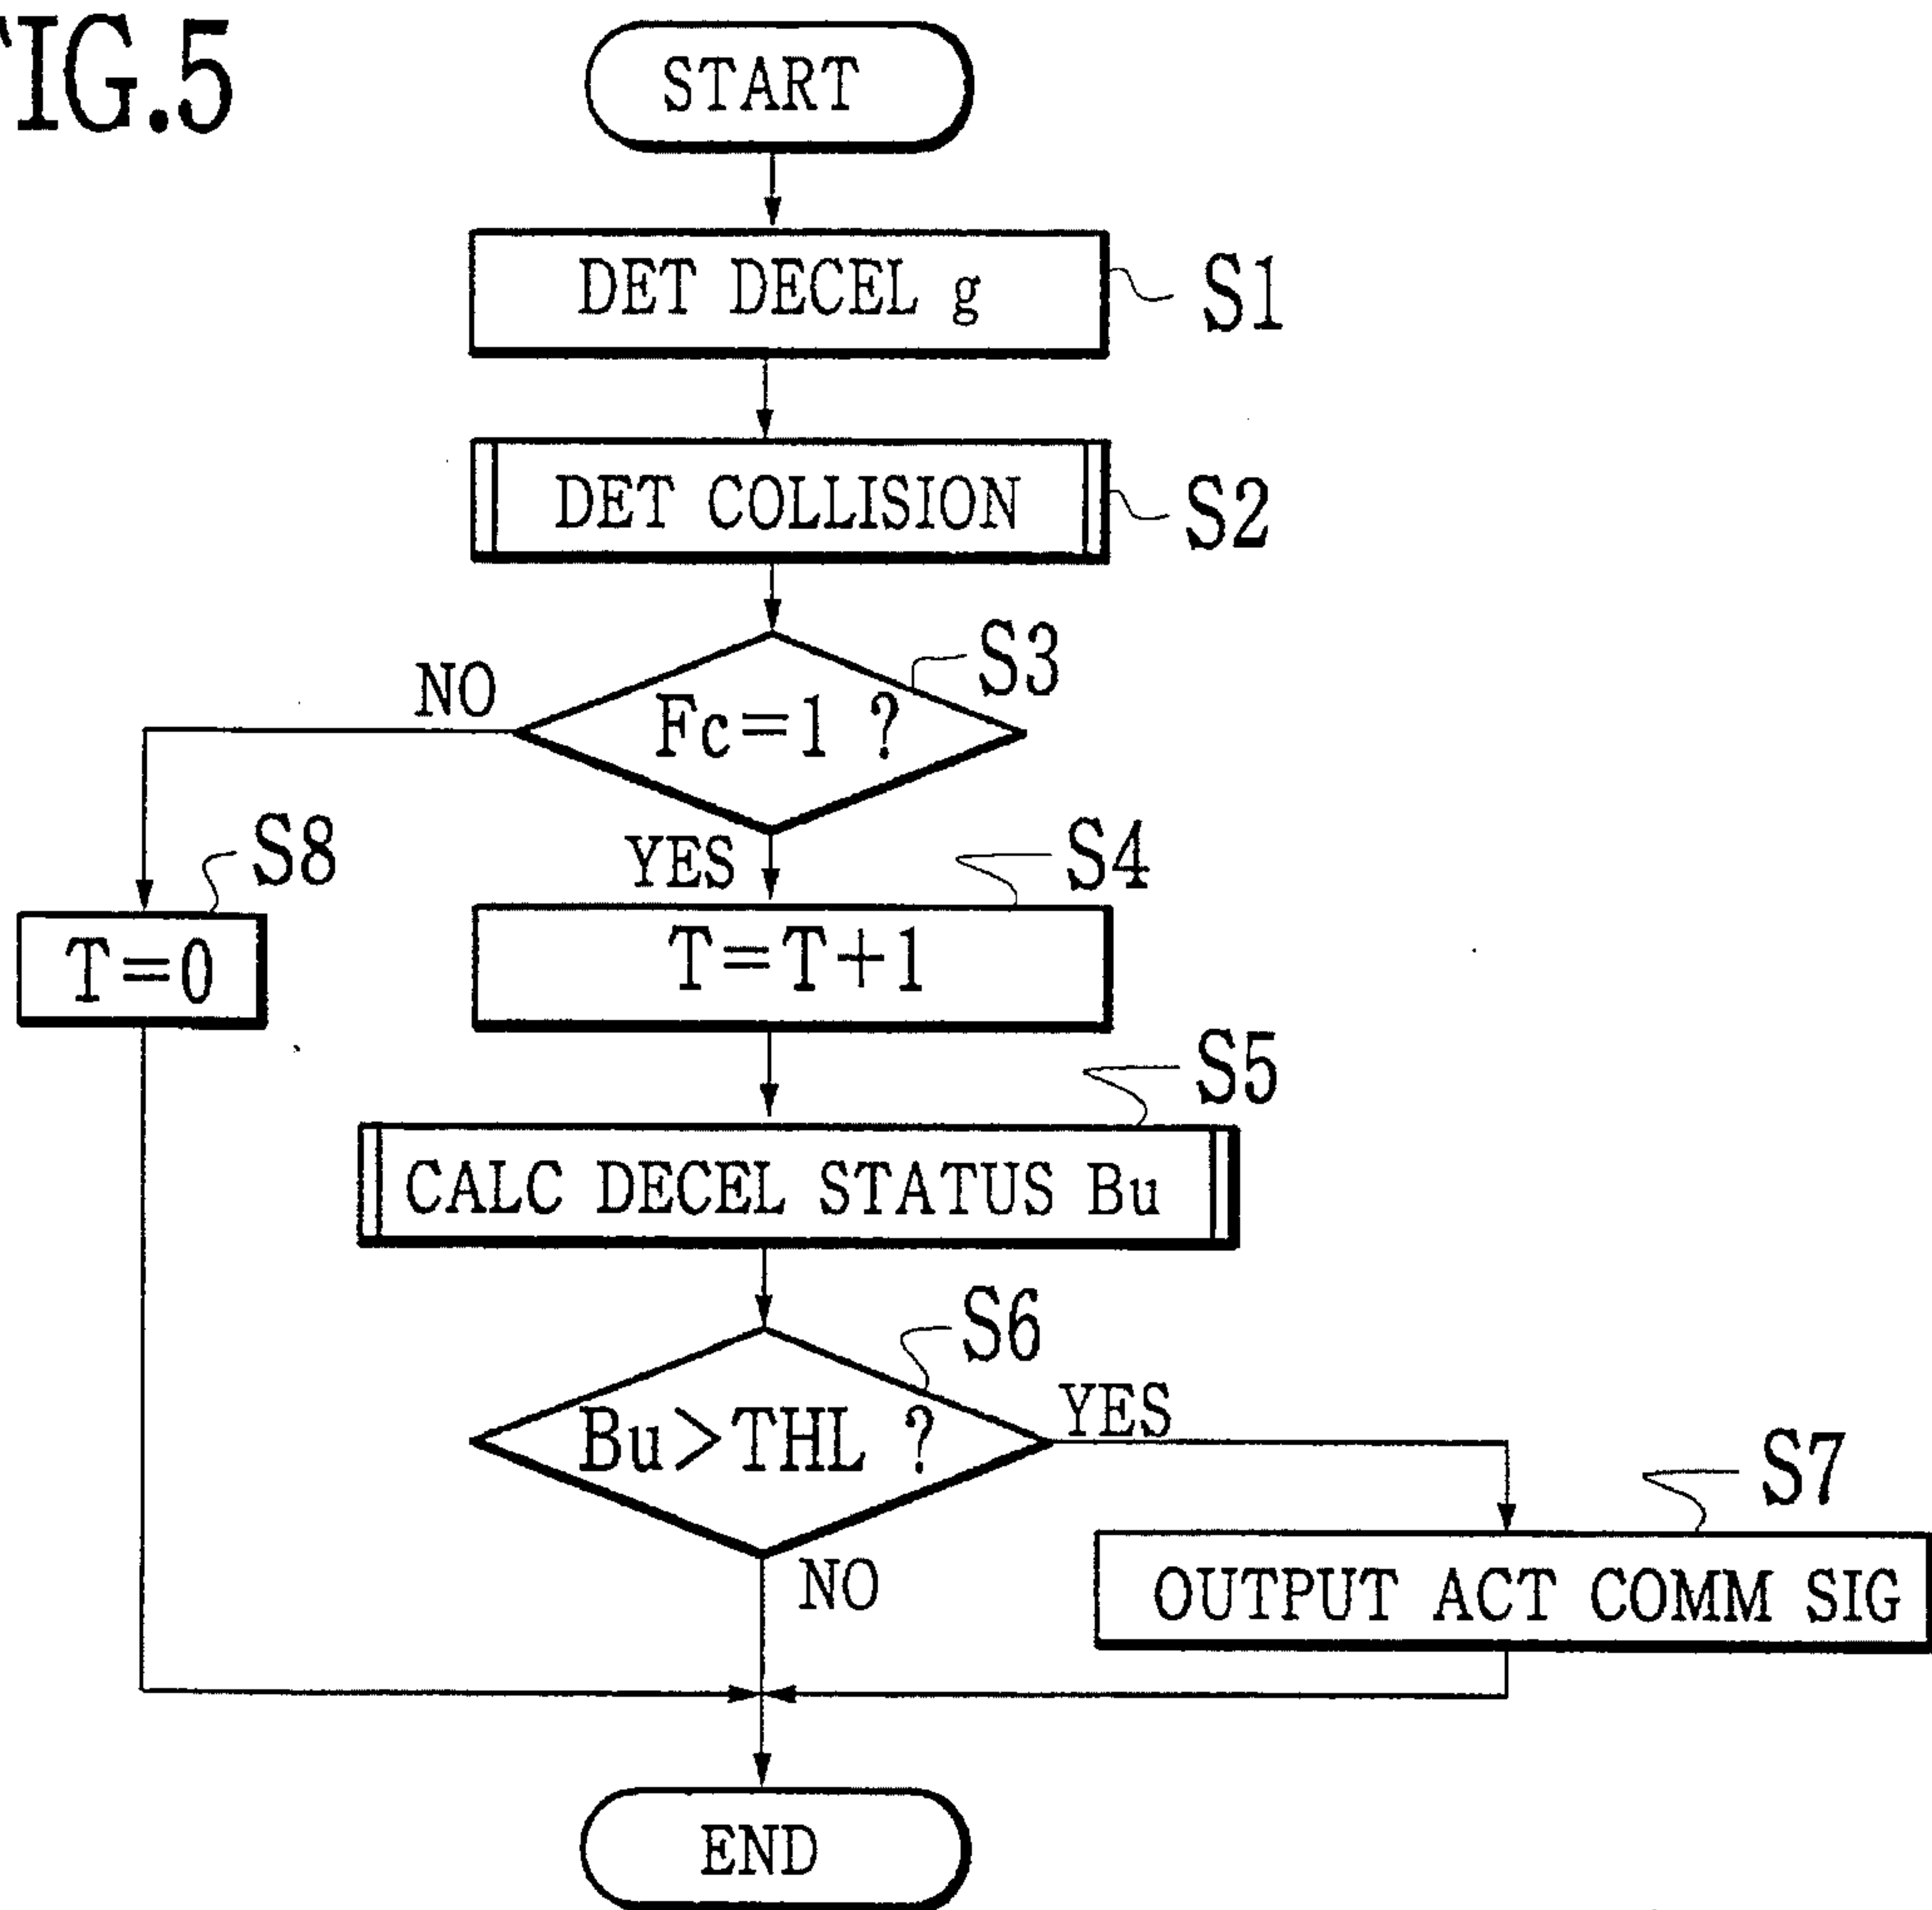 FIG.5
START
DET DECEL g
S1
DET COLLISION
S2
S3
NO
Fc=1 ?
YES
S8
S4
T=0
T=T+1
S5
CALC DECEL STATUS Bu
S6
YES
Bu>THL ?
S7
NO
OUTPUT ACT COMM SIG
END